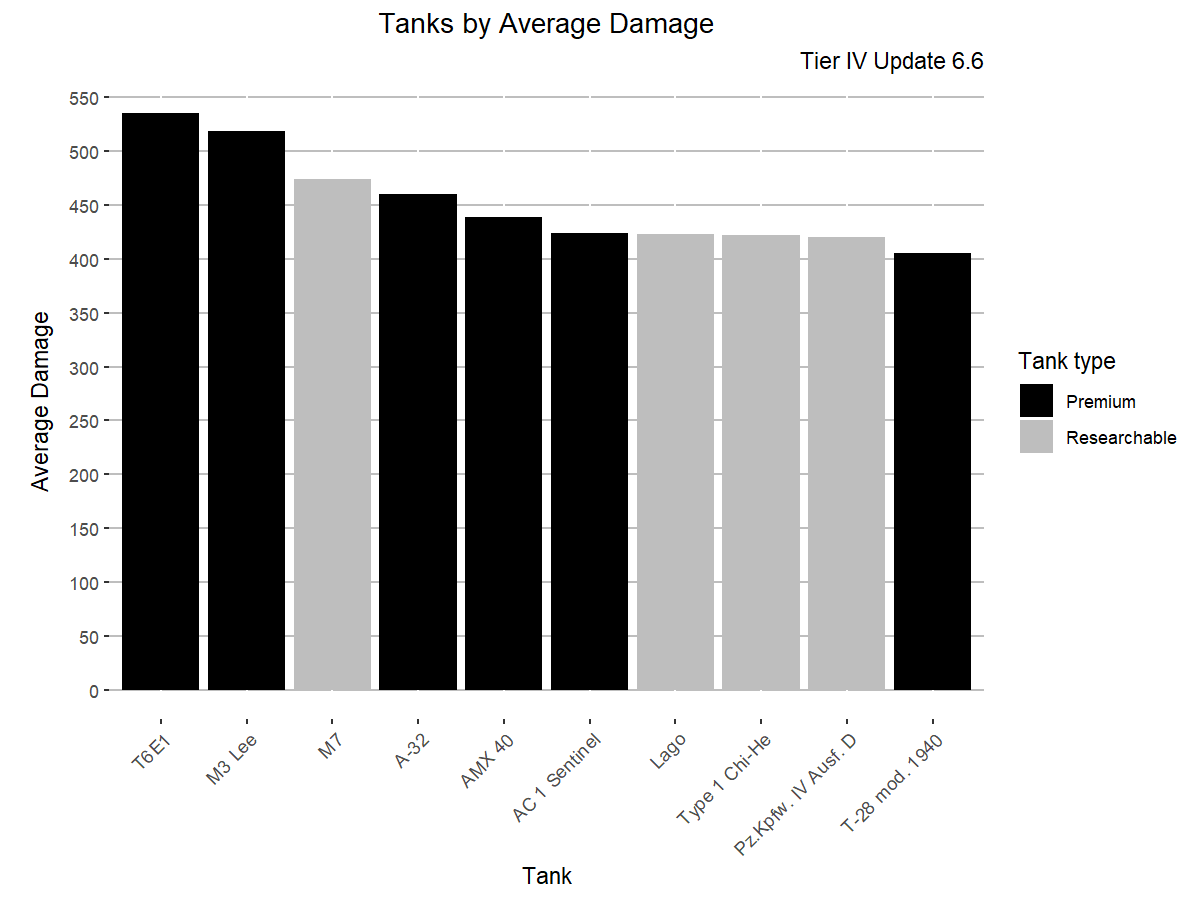 Tanks by Average Damage
Tier IV Update 6.6
550
500
450
400
350
300
250
200
150
100
50
0
Average Damage
T6E1
M3 Lee
M7
A-32
AMX 40
AC 1 Sentinel
Lago
Type 1 Chi-He
Pz.Kpfw. IV Ausf. D
T-28 mod. 1940
Tank
Tank type
Premium
Researchable